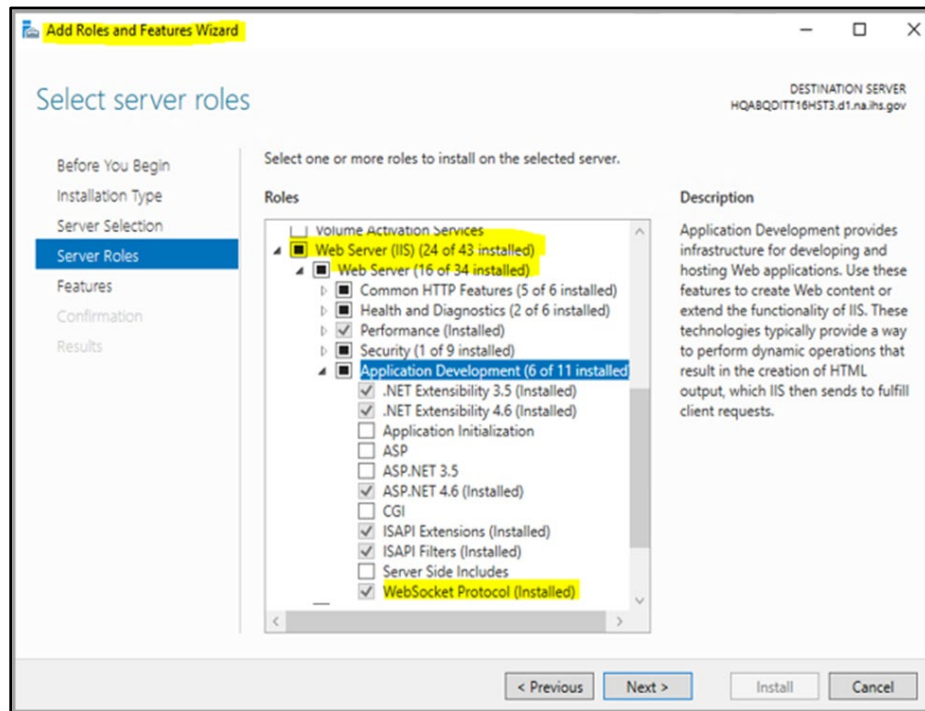 Add Roles and Features Wizard
Select server roles
DESTINATION SERVER
HQABQDITT16HST3.d1.na.ihs.gov
Before You Begin
Installation Type
Server Selection
Server Roles
Features
Confirmation
Results
Select one or more roles to install on the selected server.
Roles
Volume Activation Services
Web Server (IIS) (24 of 43 installed)
Web Server (16 of 34 installed)
Common HTTP Features (5 of 6 installed)
Health and Diagnostics (2 of 6 installed)
Performance (Installed)
Security (1 of 9 installed)
Application Development (6 of 11 installed
.NET Extensibility 3.5 (Installed)
.NET Extensibility 4.6 (Installed)
Application Initialization
ASP
ASP.NET 3.5
ASP.NET 4.6 (Installed)
CGI
ISAPI Extensions (Installed)
ISAPI Filters (Installed)
Server Side Includes
WebSocket Protocol (Installed)
Description
Application Development provides
infrastructure for developing and
hosting Web applications. Use these
features to create Web content or
extend the functionality of IIS. These
technologies typically provide a way
to perform dynamic operations that
result in the creation of HTML
output, which IIS then sends to fulfill
client requests.
< Previous
Next >
Install
Cancel